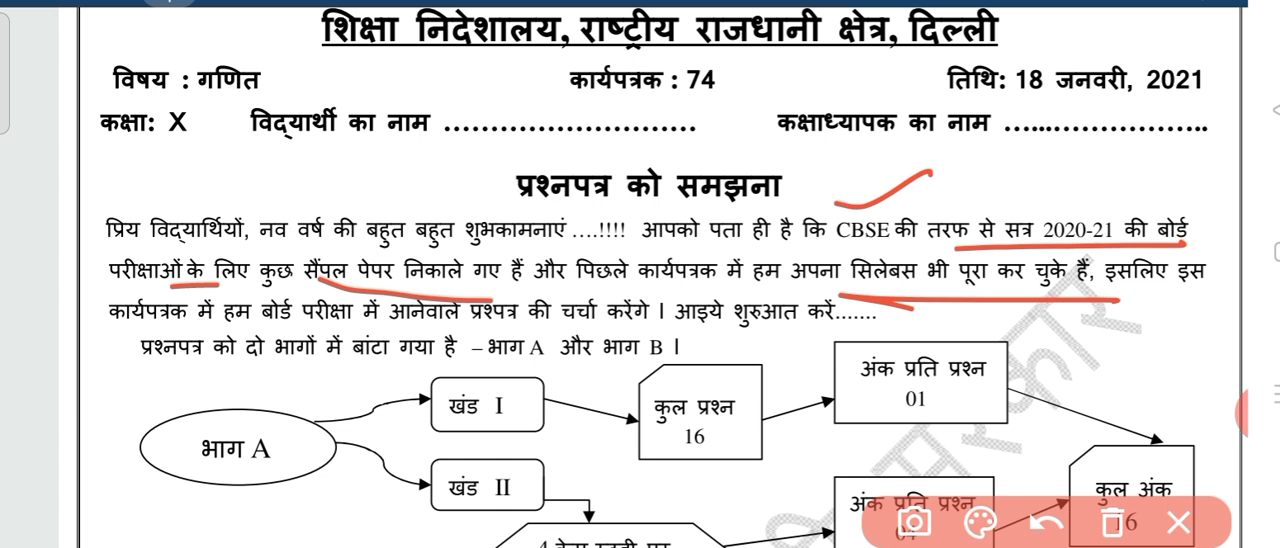 शिक्षा निदेशालय, राष्ट्रीय राजधानी क्षेत्र, दिल्ली
विषय : गणित कार्यपत्रक : 74 तिथि: 18 जनवरी, 2021
कक्षा: X विद्यार्थी का नाम ........................... कक्षाध्यापक का नाम ......................
प्रश्नपत्र को समझना
प्रिय विद्यार्थियों, नव वर्ष की बहुत बहुत शुभकामनाएं ....!!!! आपको पता ही है कि CBSE की तरफ से सत्र 2020-21 की बोर्ड
परीक्षाओं के लिए कुछ सैंपल पेपर निकाले गए हैं और पिछले कार्यपत्रक में हम अपना सिलेबस भी पूरा कर चुके हैं, इसलिए इस
कार्यपत्रक में हम बोर्ड परीक्षा में आनेवाले प्रश्पत्र की चर्चा करेंगे । आइये शुरुआत करें.......
प्रश्नपत्र को दो भागों में बांटा गया है – भाग A और भाग B ।
भाग A
खंड I
कुल प्रश्न
16
अंक प्रति प्रश्न
01
खंड II
अंक प्रति प्रश्न
कुल अंक
16
सरकार